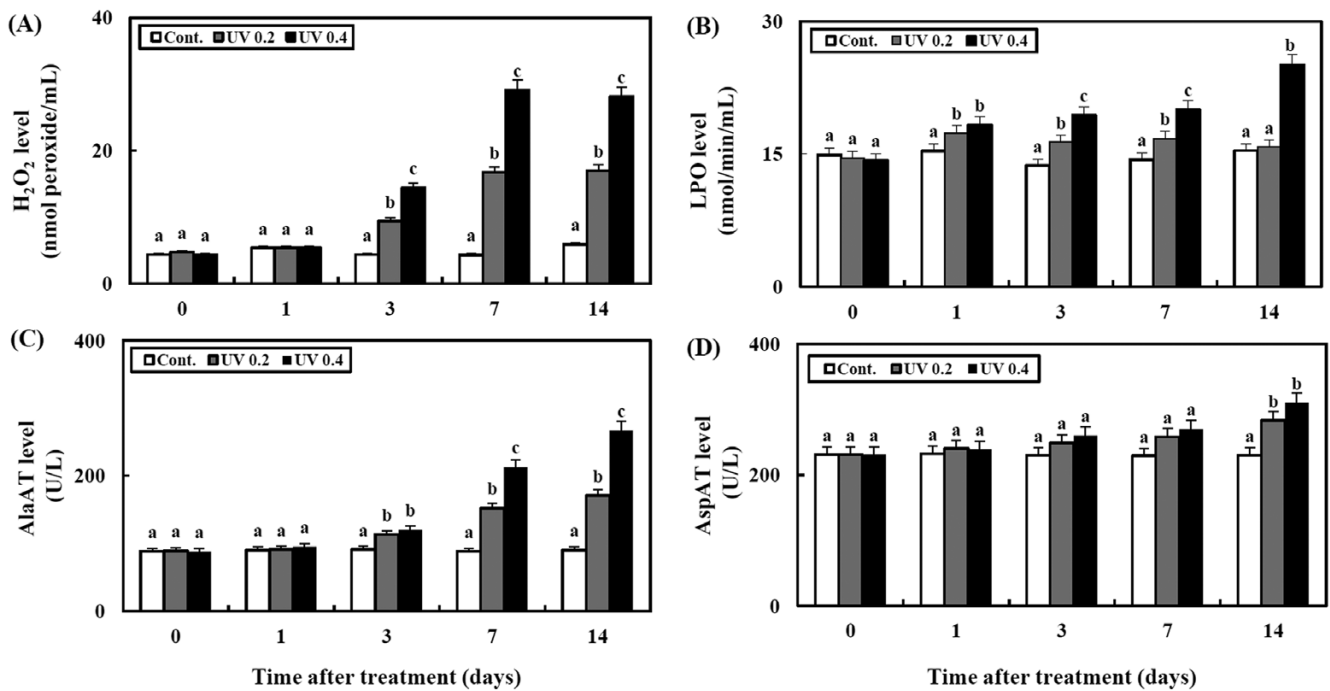 (A)
H₂O₂ level
(nmol peroxide/mL)
40
20
0
Cont. UV 0.2 UV 0.4
a a a
a a a
a b c
a b c
a b c
0 1 3 7 14
(B)
LPO level
(nmol/min/mL)
30
15
0
Cont. UV 0.2 UV 0.4
a a a
a b b
a b c
a b c
a a b
0 1 3 7 14
(C)
AlaAT level
(U/L)
400
200
0
Cont. UV 0.2 UV 0.4
a a a
a a a
a b b
a b c
a b c
0 1 3 7 14
Time after treatment (days)
(D)
AspAT level
(U/L)
400
200
0
Cont. UV 0.2 UV 0.4
a a a
a a a
a a a
a a a
a b b
0 1 3 7 14
Time after treatment (days)